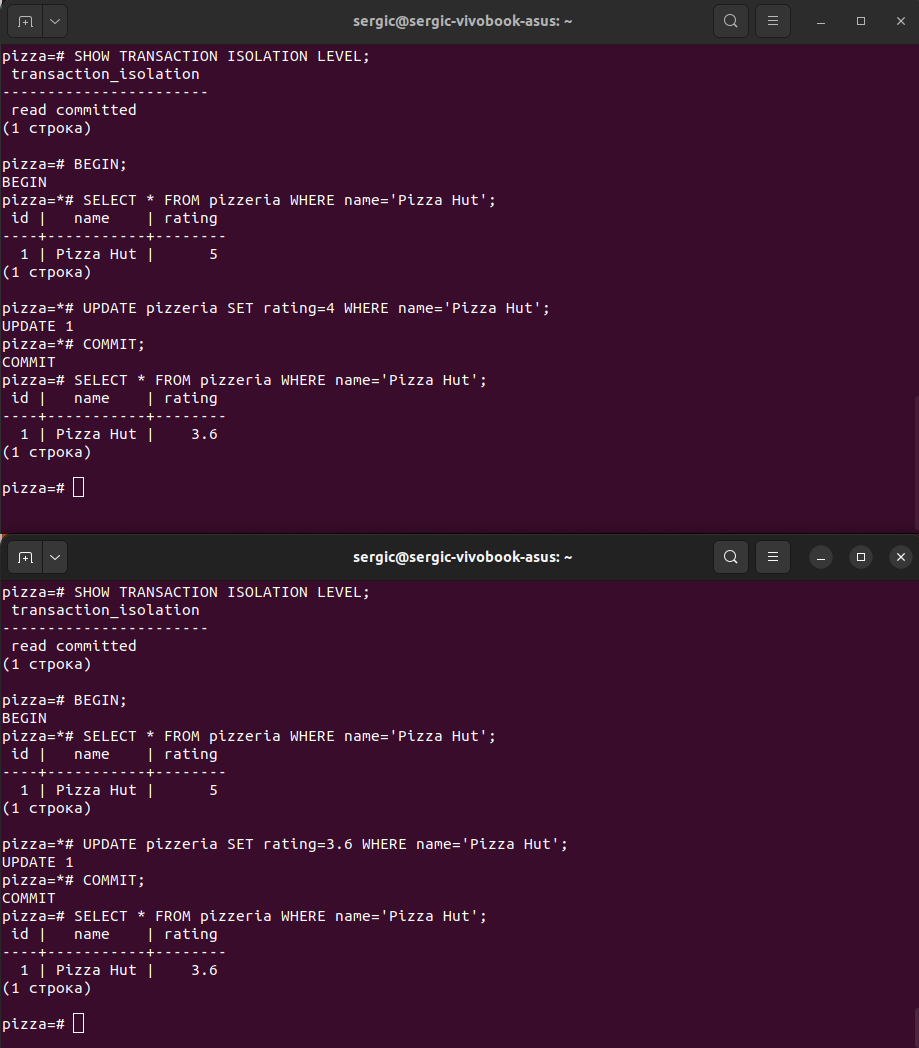 sergic@sergic-vivobook-asus: ~
pizza=# SHOW TRANSACTION ISOLATION LEVEL;
 transaction_isolation
-----------------------
 read committed
(1 строка)

pizza=# BEGIN;
BEGIN
pizza=*# SELECT * FROM pizzeria WHERE name='Pizza Hut';
 id |   name    | rating
----+-----------+--------
  1 | Pizza Hut |      5
(1 строка)

pizza=*# UPDATE pizzeria SET rating=4 WHERE name='Pizza Hut';
UPDATE 1
pizza=*# COMMIT;
COMMIT
pizza=# SELECT * FROM pizzeria WHERE name='Pizza Hut';
 id |   name    | rating
----+-----------+--------
  1 | Pizza Hut |    3.6
(1 строка)

pizza=#
sergic@sergic-vivobook-asus: ~
pizza=# SHOW TRANSACTION ISOLATION LEVEL;
 transaction_isolation
-----------------------
 read committed
(1 строка)

pizza=# BEGIN;
BEGIN
pizza=*# SELECT * FROM pizzeria WHERE name='Pizza Hut';
 id |   name    | rating
----+-----------+--------
  1 | Pizza Hut |      5
(1 строка)

pizza=*# UPDATE pizzeria SET rating=3.6 WHERE name='Pizza Hut';
UPDATE 1
pizza=*# COMMIT;
COMMIT
pizza=# SELECT * FROM pizzeria WHERE name='Pizza Hut';
 id |   name    | rating
----+-----------+--------
  1 | Pizza Hut |    3.6
(1 строка)

pizza=#